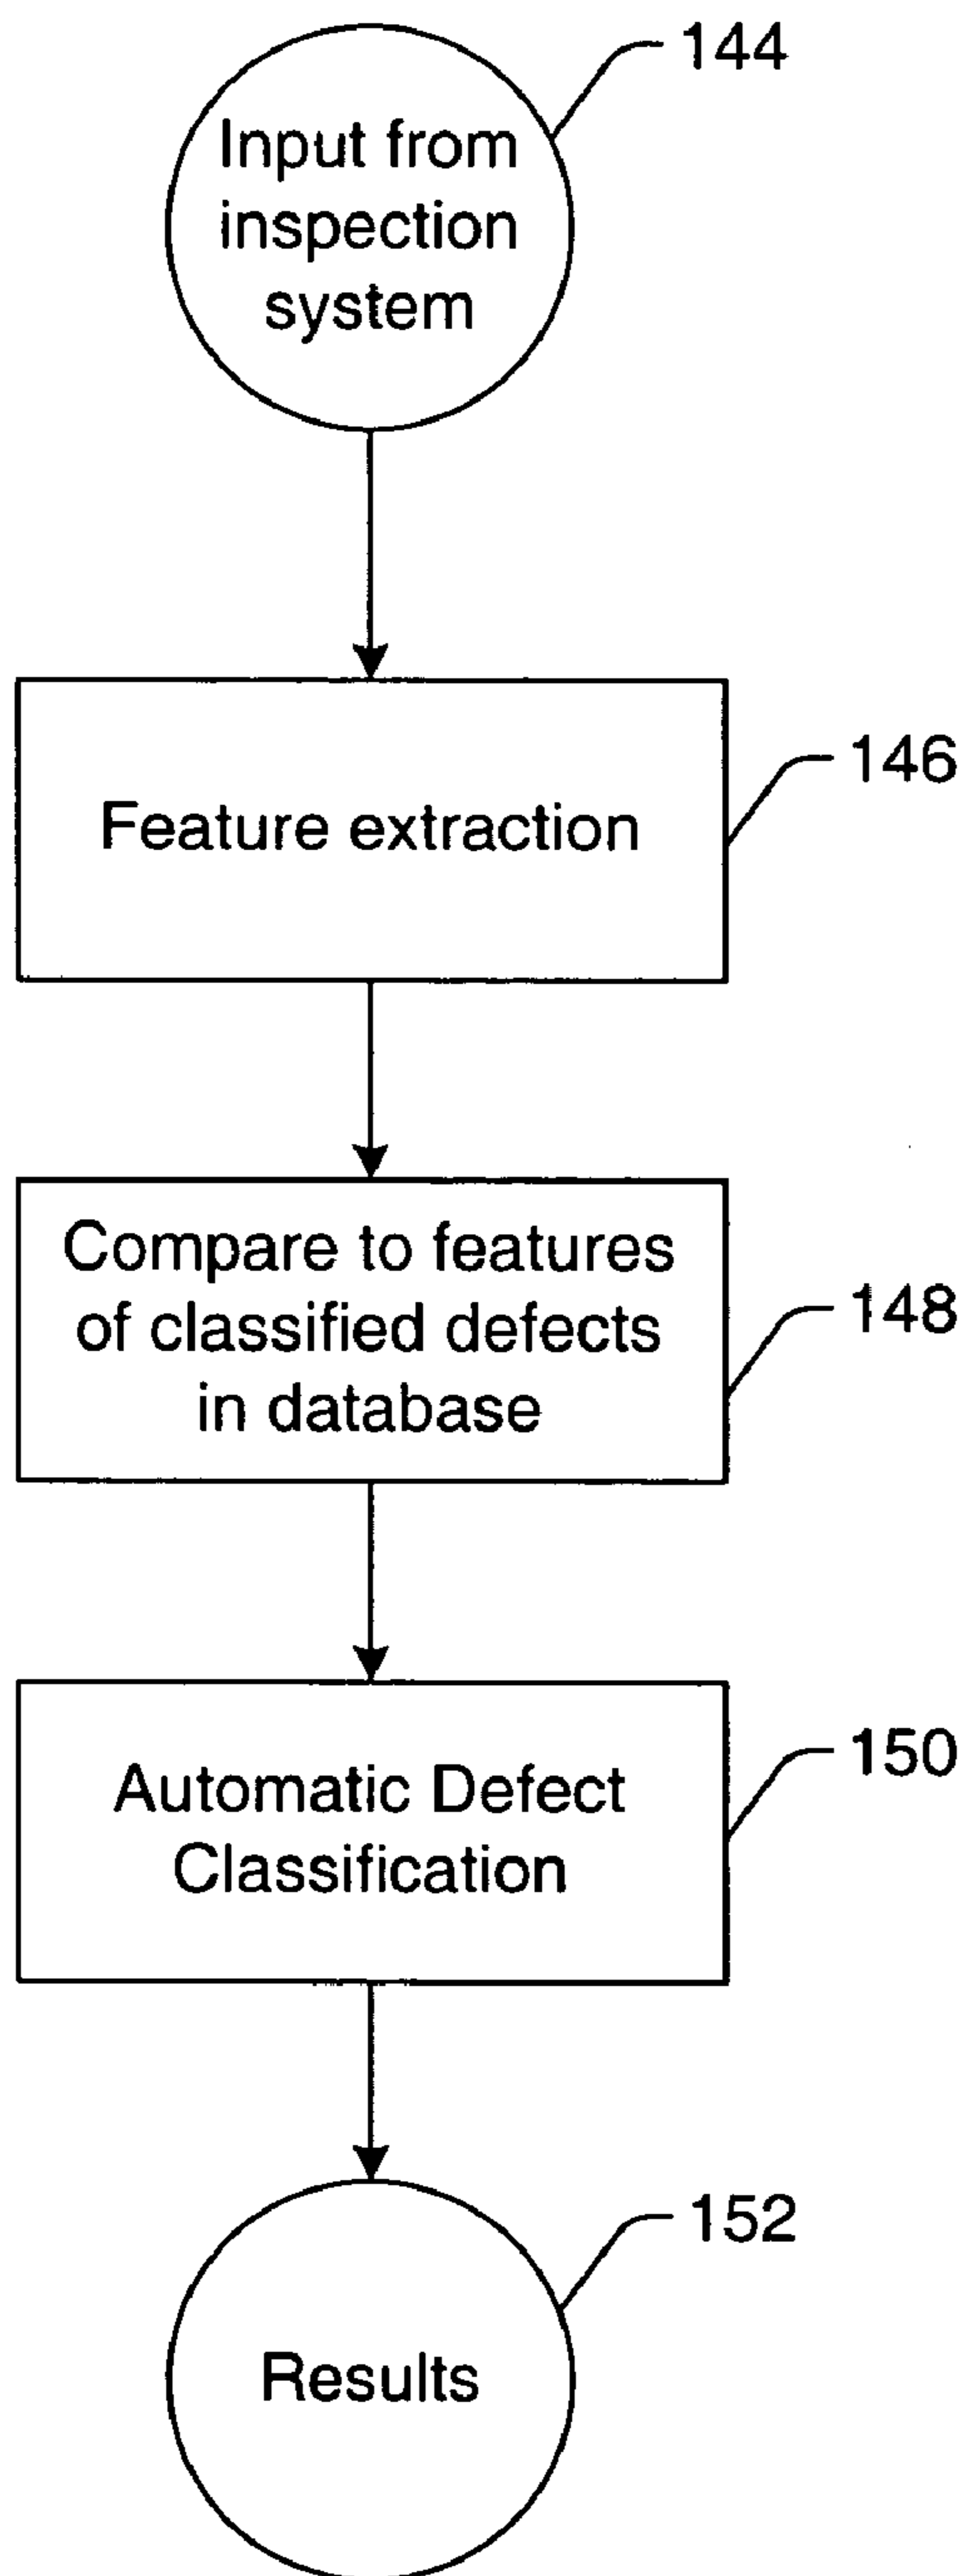 144
Input from
inspection
system
146
Feature extraction
Compare to features
of classified defects
in database
148
150
Automatic Defect
Classification
152
Results